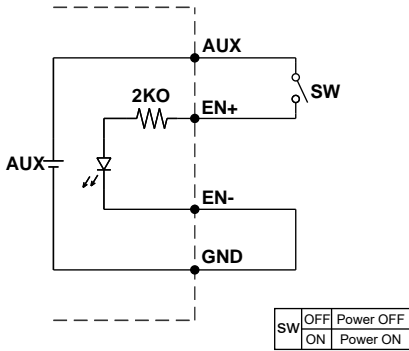 AUX
2KO
SW
EN+
AUX
EN-
GND
SW OFF Power OFF
ON Power ON